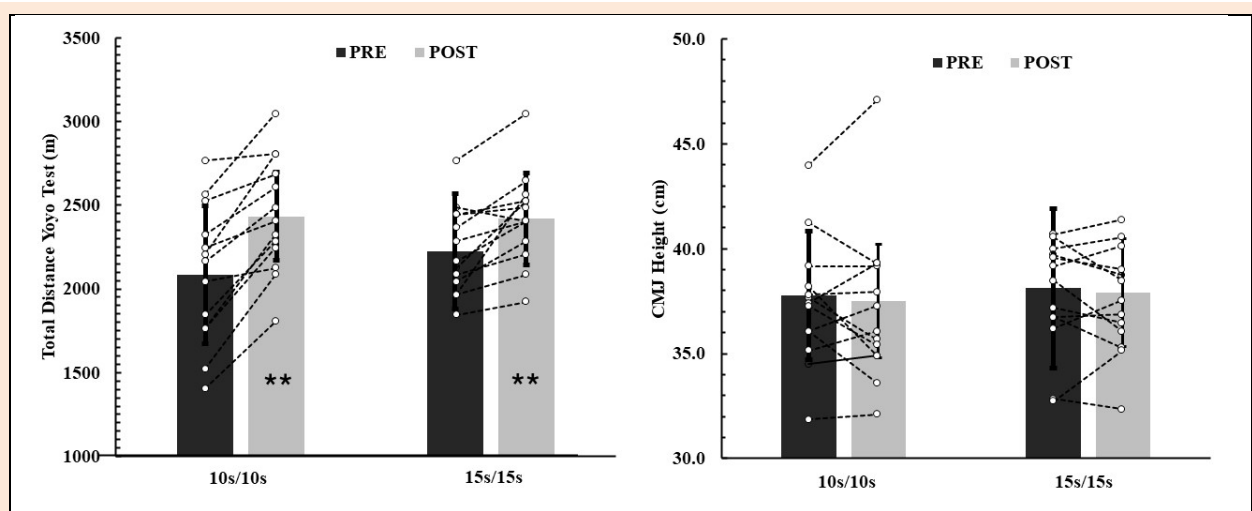 Total Distance Yoyo Test (m)
3500
3000
2500
2000
1500
1000
PRE POST
** **
10s/10s 15s/15s
CMJ Height (cm)
50.0
45.0
40.0
35.0
30.0
PRE POST
10s/10s 15s/15s